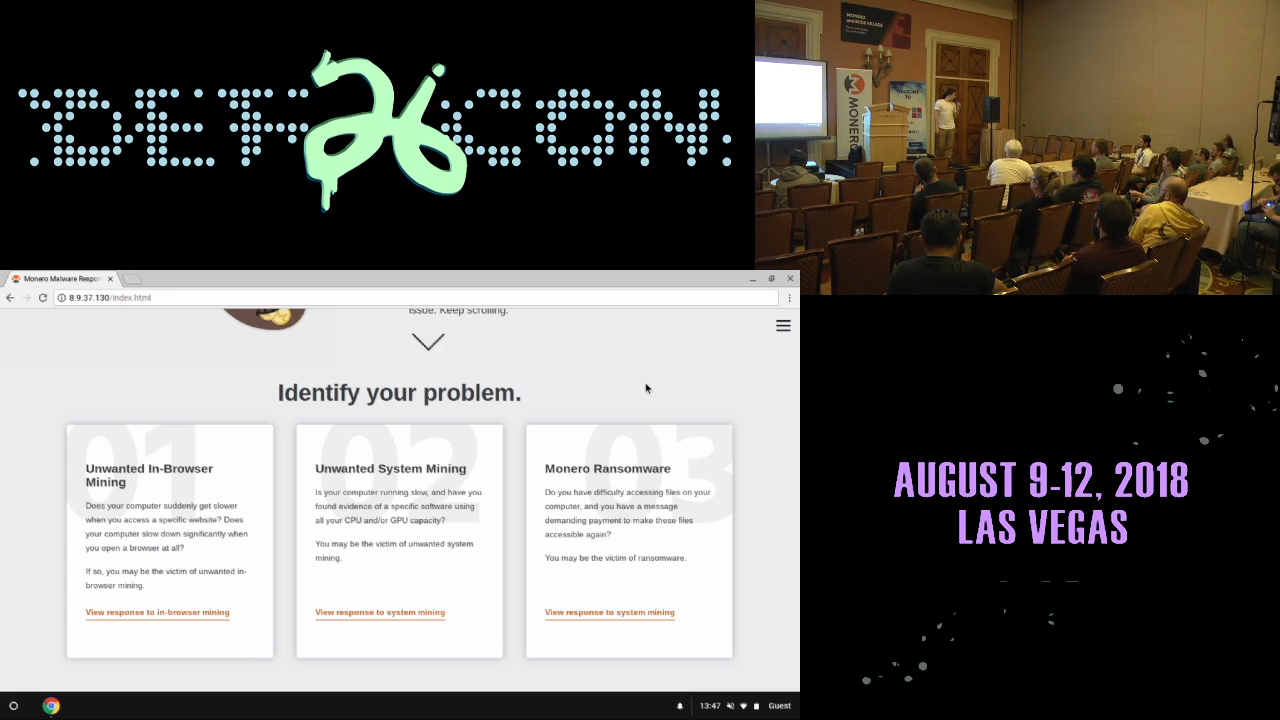 DEF CON
26
MONERO
WELCOME
TO
MONERO
Monero Malware Respon
8.9.37.130/index.html
issue. Keep scrolling.
Identify your problem.
01
Unwanted In-Browser
Mining
Does your computer suddenly get slower
when you access a specific website? Does
your computer slow down significantly when
you open a browser at all?
If so, you may be the victim of unwanted in-
browser mining.
View response to in-browser mining
02
Unwanted System Mining
Is your computer running slow, and have you
found evidence of a specific software using
all your CPU and/or GPU capacity?
You may be the victim of unwanted system
mining.
View response to system mining
03
Monero Ransomware
Do you have difficulty accessing files on your
computer, and you have a message
demanding payment to make these files
accessible again?
You may be the victim of ransomware.
View response to system mining
13:47
Guest
AUGUST 9-12, 2018
LAS VEGAS